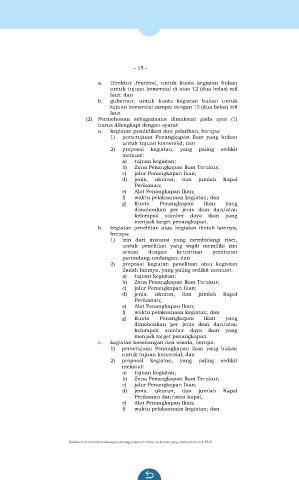 - 15 -
a. Direktur Jenderal, untuk kuota kegiatan bukan
untuk tujuan komersial di atas 12 (dua belas) mil
laut; dan
b. gubernur, untuk kuota kegiatan bukan untuk
tujuan komersial sampai dengan 12 (dua belas) mil
laut.
(2) Permohonan sebagaimana dimaksud pada ayat (1)
harus dilengkapi dengan syarat:
a. kegiatan pendidikan dan pelatihan, berupa:
1) persetujuan Penangkapan Ikan yang bukan
untuk tujuan komersial; dan
2) proposal kegiatan, yang paling sedikit
memuat:
a) tujuan kegiatan;
b) Zona Penangkapan Ikan Terukur;
c) jalur Penangkapan Ikan;
d) jenis, ukuran, dan jumlah Kapal
Perikanan;
e) Alat Penangkapan Ikan;
f) waktu pelaksanaan kegiatan; dan
g) Kuota Penangkapan Ikan yang
dimohonkan per jenis ikan dan/atau
kelompok sumber daya ikan yang
menjadi target penangkapan.
b. kegiatan penelitian atau kegiatan ilmiah lainnya,
berupa:
1) izin dari instansi yang membidangi riset,
untuk penelitian yang wajib memiliki izin
sesuai dengan ketentuan peraturan
perundang-undangan; dan
2) proposal kegiatan penelitian atau kegiatan
ilmiah lainnya, yang paling sedikit memuat:
a) tujuan kegiatan;
b) Zona Penangkapan Ikan Terukur;
c) jalur Penangkapan Ikan;
d) jenis, ukuran, dan jumlah Kapal
Perikanan;
e) Alat Penangkapan Ikan;
f) waktu pelaksanaan kegiatan; dan
g) Kuota Penangkapan Ikan yang
dimohonkan per jenis ikan dan/atau
kelompok sumber daya ikan yang
menjadi target penangkapan.
c. kegiatan kesenangan dan wisata, berupa:
1) persetujuan Penangkapan Ikan yang bukan
untuk tujuan komersial; dan
2) proposal kegiatan, yang paling sedikit
memuat:
a) tujuan kegiatan;
b) Zona Penangkapan Ikan Terukur;
c) jalur Penangkapan Ikan;
d) jenis, ukuran, dan jumlah Kapal
Perikanan dan/atau kapal;
e) Alat Penangkapan Ikan;
f) waktu pelaksanaan kegiatan; dan